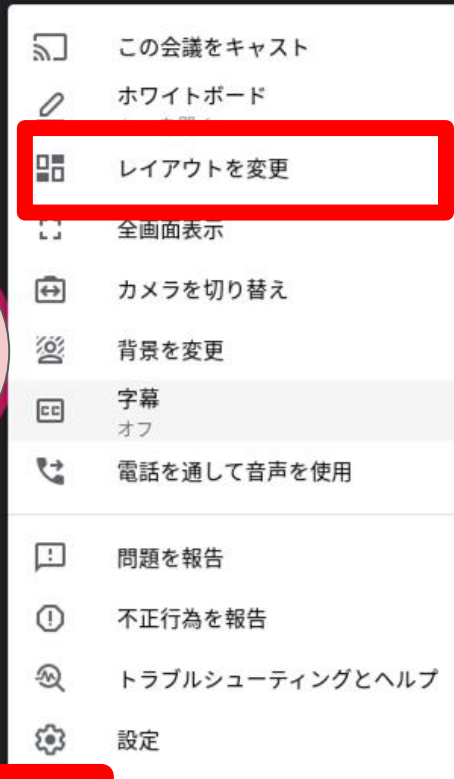 この会議をキャスト
ホワイトボード
レイアウトを変更
全画面表示
カメラを切り替え
背景を変更
字幕
オフ
電話を通して音声を使用
問題を報告
不正行為を報告
トラブルシューティングとヘルプ
設定